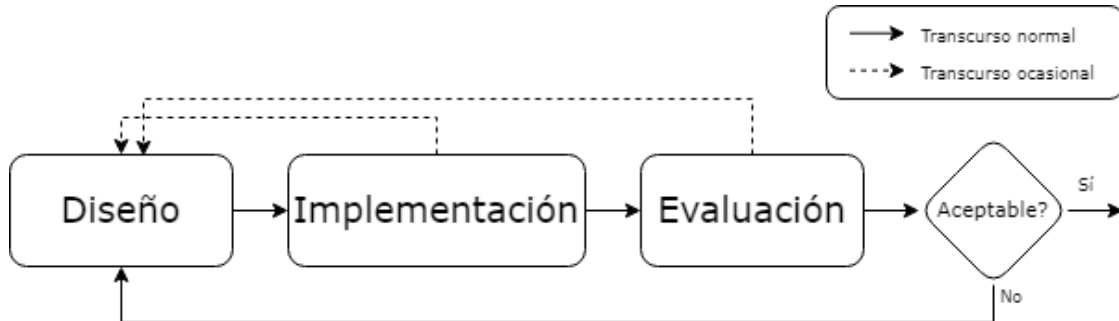 Transcurso normal
Transcurso ocasional
Diseño
Implementación
Evaluación
Aceptable?
Sí
No